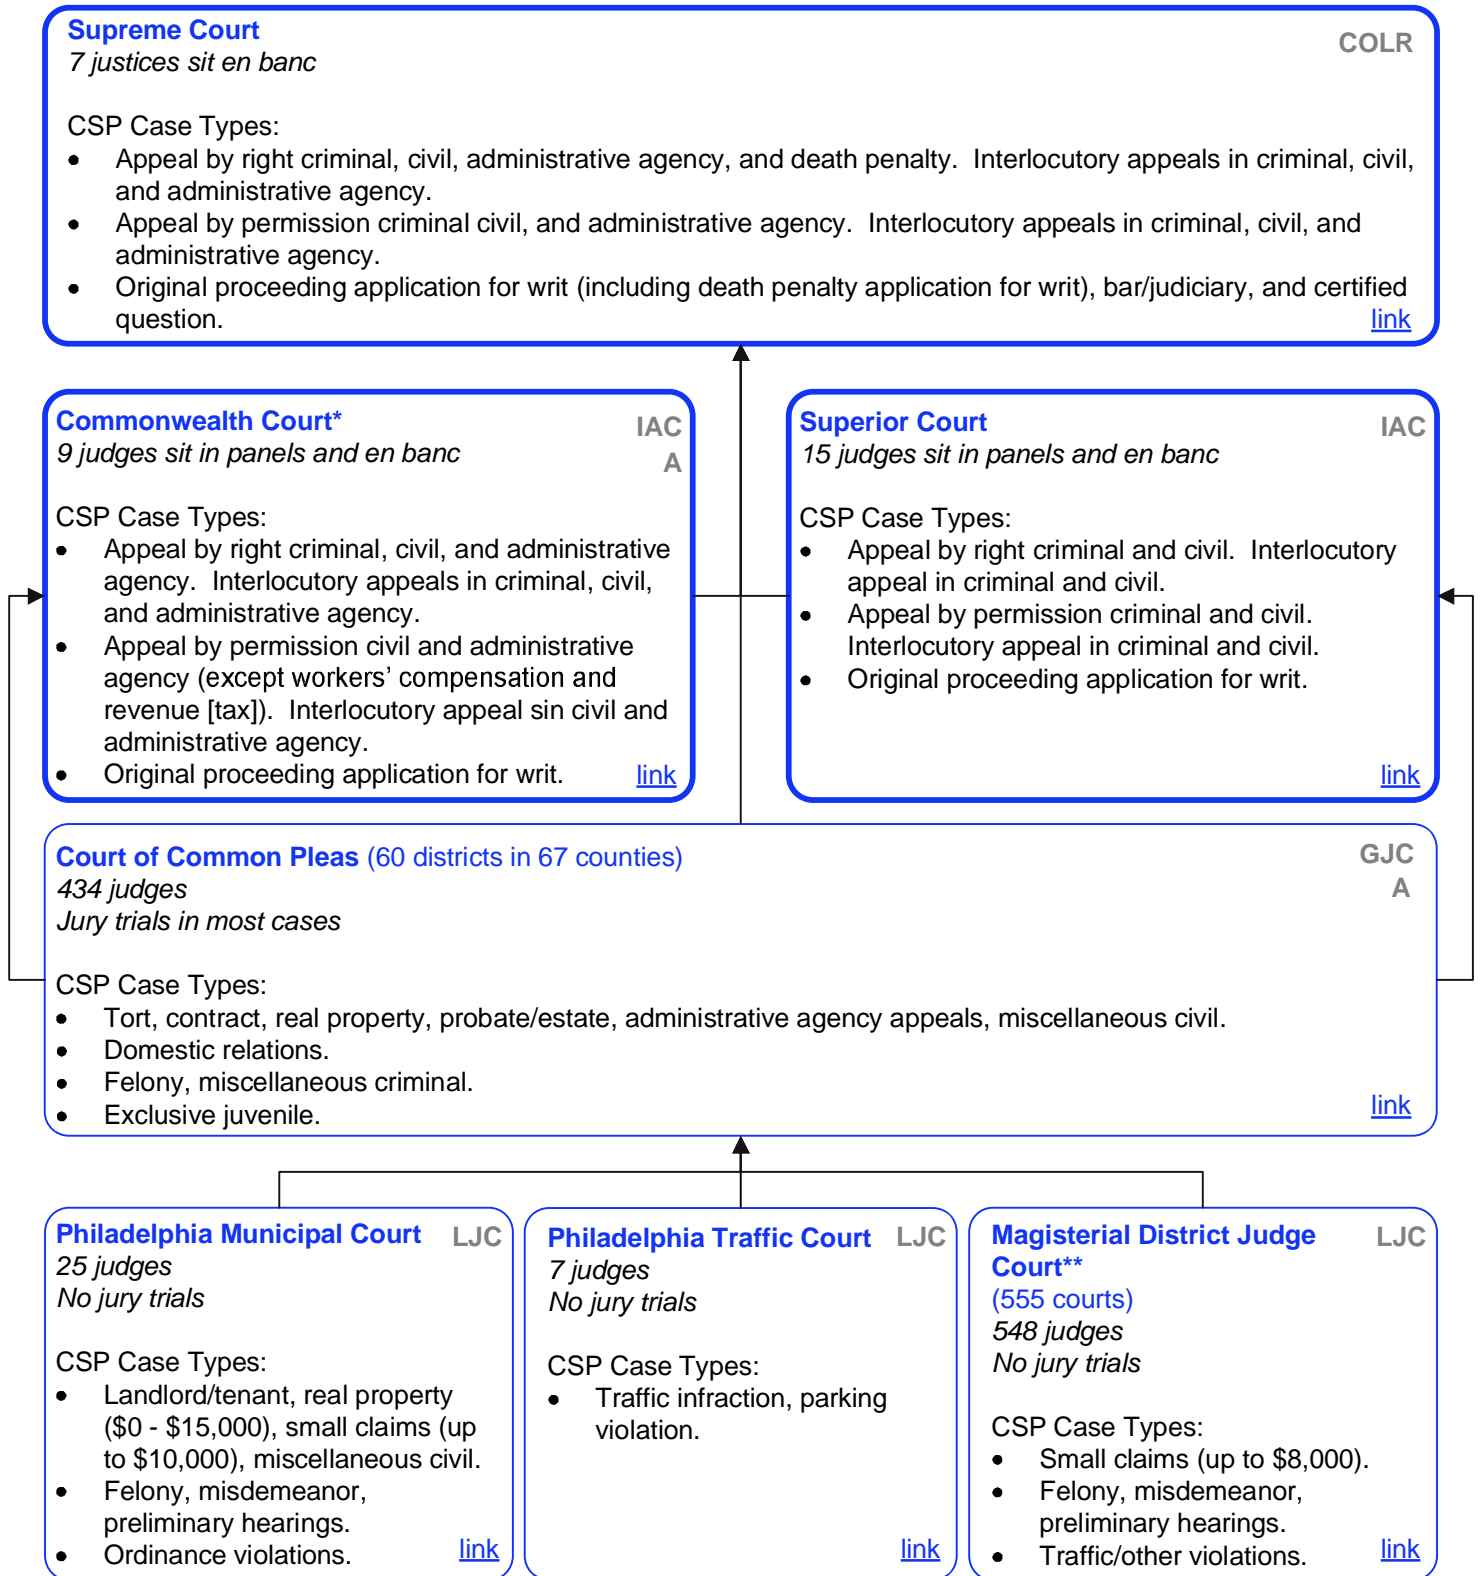 Supreme Court
COLR
7 justices sit en banc
CSP Case Types:
• Appeal by right criminal, civil, administrative agency, and death penalty.  Interlocutory appeals in criminal, civil,
and administrative agency.
• Appeal by permission criminal civil, and administrative agency.  Interlocutory appeals in criminal, civil, and
administrative agency.
• Original proceeding application for writ (including death penalty application for writ), bar/judiciary, and certified
question.
link
Commonwealth Court*
IAC
9 judges sit in panels and en banc
A
CSP Case Types:
• Appeal by right criminal, civil, and administrative
agency.  Interlocutory appeals in criminal, civil,
and administrative agency.
• Appeal by permission civil and administrative
agency (except workers’ compensation and
revenue [tax]).  Interlocutory appeal sin civil and
administrative agency.
• Original proceeding application for writ.
link
Superior Court
IAC
15 judges sit in panels and en banc
CSP Case Types:
• Appeal by right criminal and civil.  Interlocutory
appeal in criminal and civil.
• Appeal by permission criminal and civil.
Interlocutory appeal in criminal and civil.
• Original proceeding application for writ.
link
Court of Common Pleas (60 districts in 67 counties)
GJC
434 judges
A
Jury trials in most cases
CSP Case Types:
• Tort, contract, real property, probate/estate, administrative agency appeals, miscellaneous civil.
• Domestic relations.
• Felony, miscellaneous criminal.
• Exclusive juvenile.
link
Philadelphia Municipal Court
LJC
25 judges
No jury trials
CSP Case Types:
• Landlord/tenant, real property
($0 - $15,000), small claims (up
to $10,000), miscellaneous civil.
• Felony, misdemeanor,
preliminary hearings.
• Ordinance violations.
link
Philadelphia Traffic Court
LJC
7 judges
No jury trials
CSP Case Types:
• Traffic infraction, parking
violation.
link
Magisterial District Judge
LJC
Court**
(555 courts)
548 judges
No jury trials
CSP Case Types:
• Small claims (up to $8,000).
• Felony, misdemeanor,
preliminary hearings.
• Traffic/other violations.
link